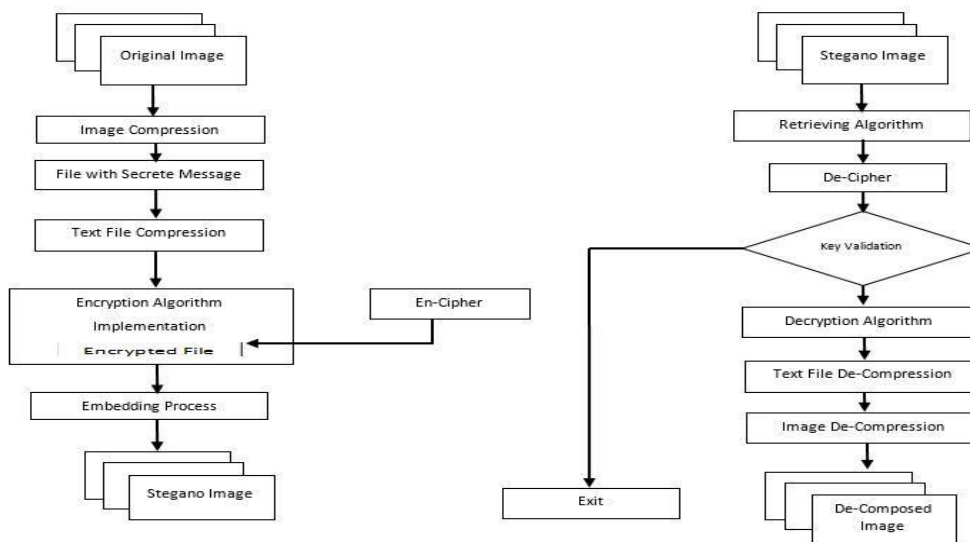 Original Image
Image Compression
File with Secrete Message
Text File Compression
Encryption Algorithm
Implementation
Encrypted File
En-Cipher
Embedding Process
Stegano Image
Stegano Image
Retrieving Algorithm
De-Cipher
Key Validation
Exit
Decryption Algorithm
Text File De-Compression
Image De-Compression
De-Composed
Image